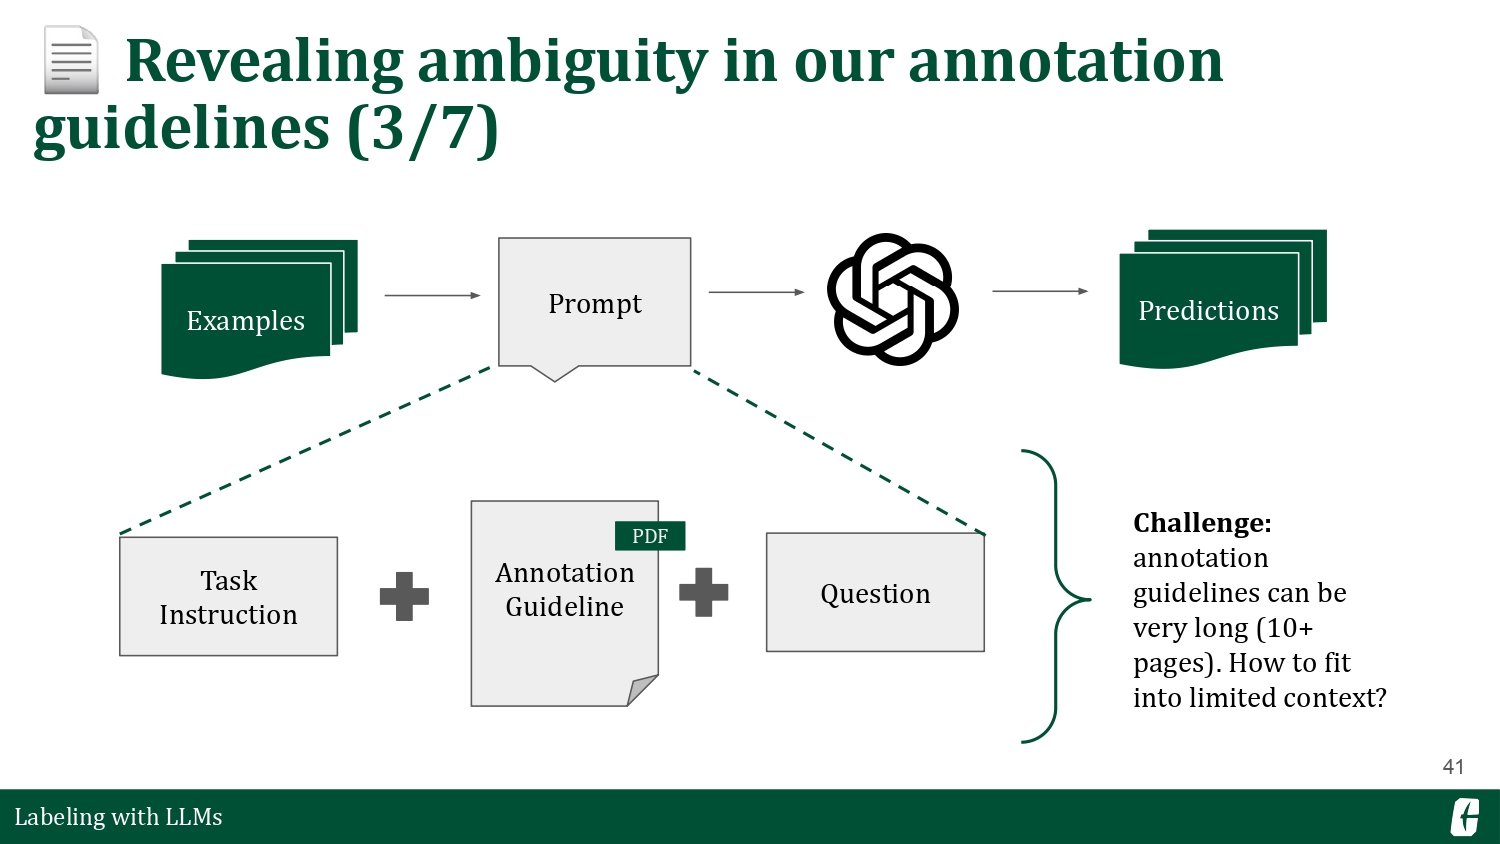 Revealing ambiguity in our annotation
guidelines (3/7)
Examples
Prompt
Predictions
Task
Instruction
PDF
Annotation
Guideline
Question
Challenge:
annotation
guidelines can be
very long (10+
pages). How to fit
into limited context?
41
Labeling with LLMs